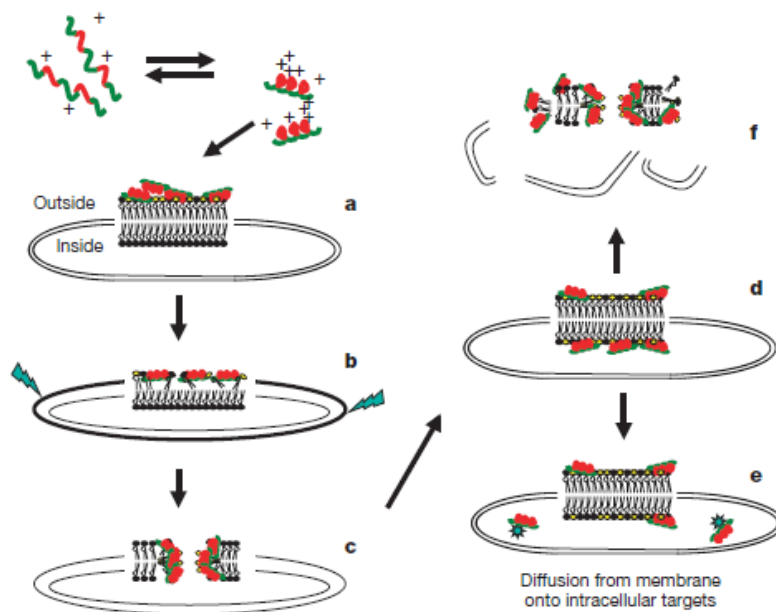 +
+
+
+
+
+
+
+
+
+
+
+
+
Outside
Inside
a
b
c
f
d
e
Diffusion from membrane
onto intracellular targets